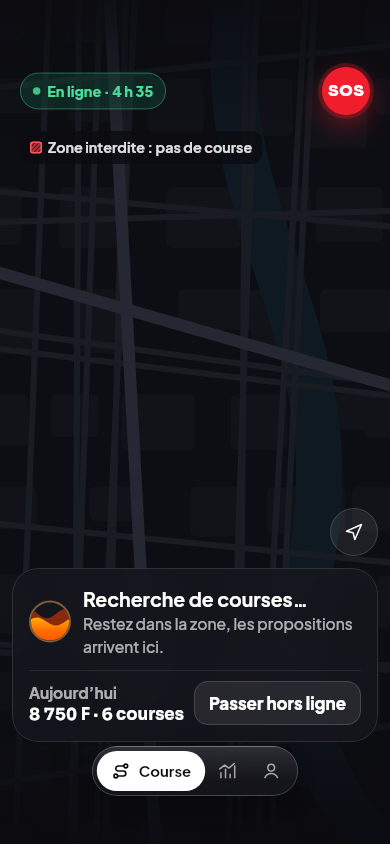 En ligne · 4 h 35
SOS
Zone interdite : pas de course
Recherche de courses…
Restez dans la zone, les propositions
arrivent ici.
Aujourd’hui
8 750 F · 6 courses
Passer hors ligne
Course